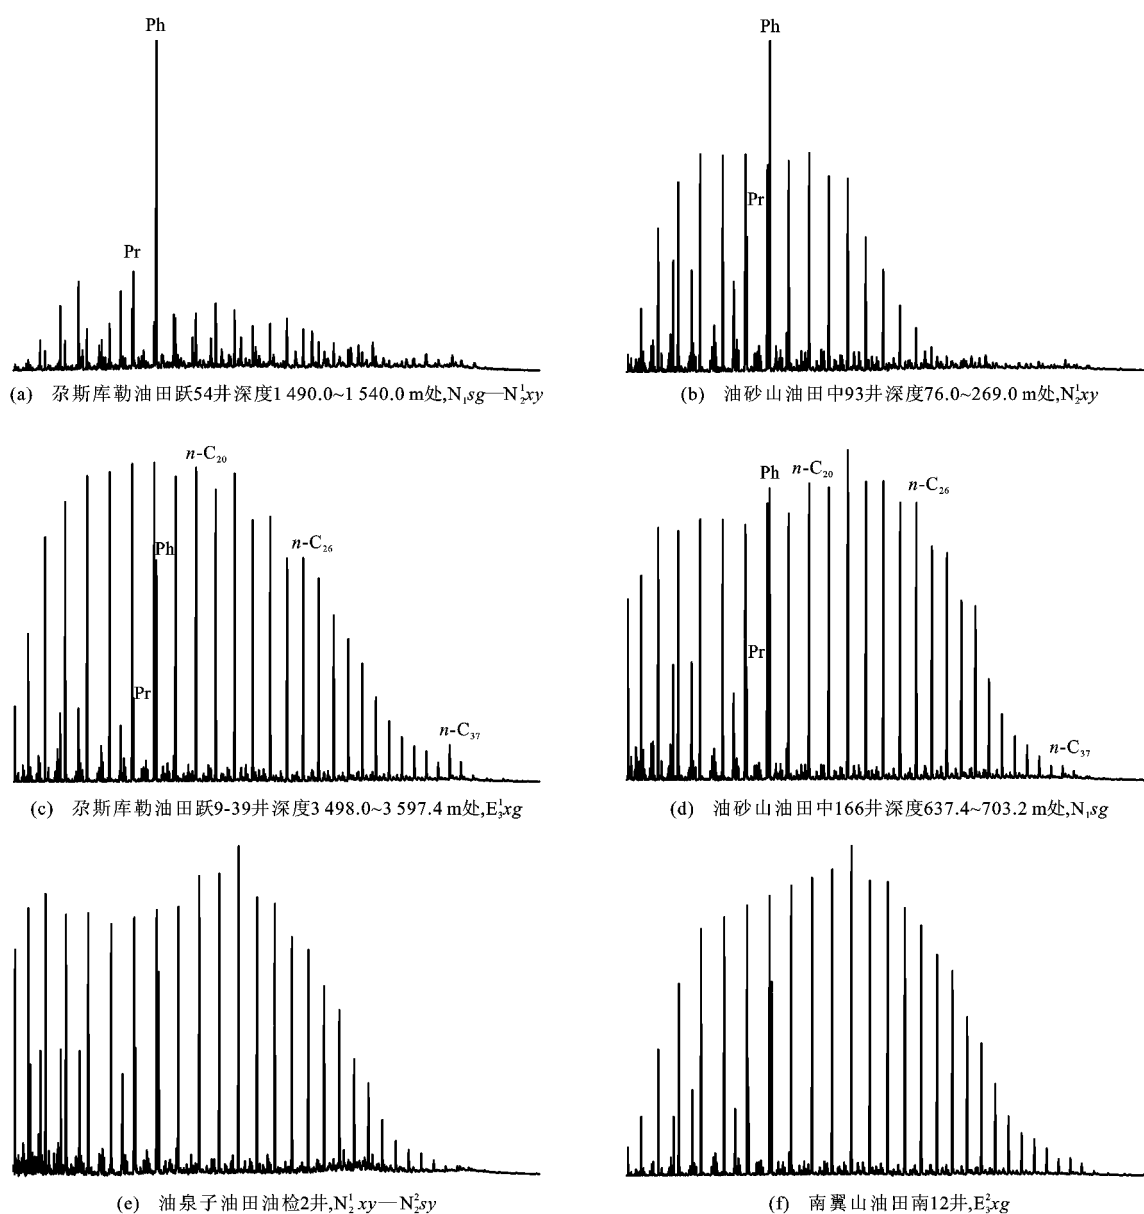 Ph
Pr
(a) 尕斯库勒油田跃54井深度1 490.0~1 540.0 m处,N₁sg—N₂¹xy
Ph
Pr
(b) 油砂山油田中93井深度76.0~269.0 m处,N₂¹xy
n-C₂₀
Ph
n-C₂₆
Pr
n-C₃₇
(c) 尕斯库勒油田跃9-39井深度3 498.0~3 597.4 m处,E₃¹xg
Ph
n-C₂₀
n-C₂₆
Pr
n-C₃₇
(d) 油砂山油田中166井深度637.4~703.2 m处,N₁sg
(e) 油泉子油田油检2井,N₂¹xy—N₂²sy
(f) 南翼山油田南12井,E₃²xg